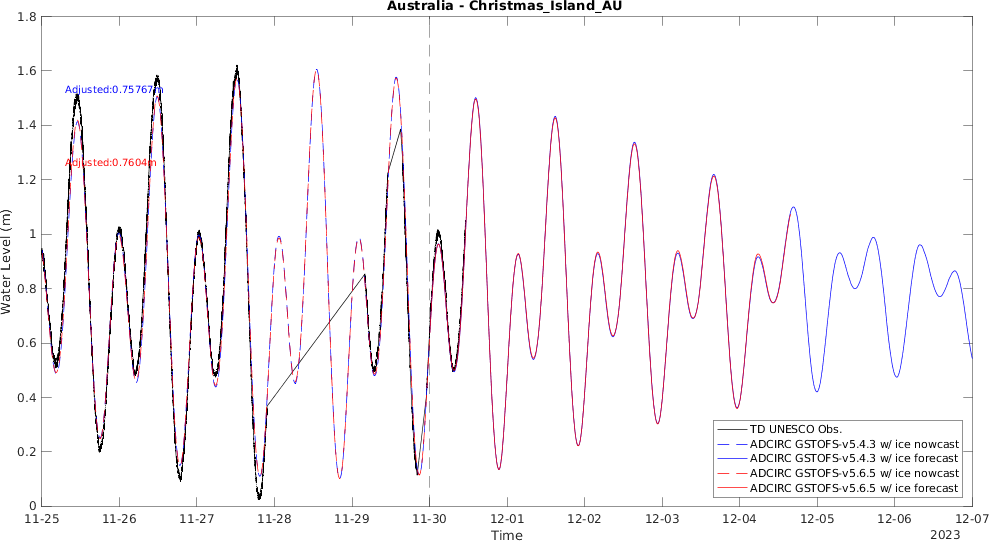 Australia - Christmas_Island_AU
Water Level (m)
1.8
1.6
1.4
1.2
1
0.8
0.6
0.4
0.2
0
Adjusted:0.75767m
Adjusted:0.7604m
TD UNESCO Obs.
ADCIRC GSTOFS-v5.4.3 w/ ice nowcast
ADCIRC GSTOFS-v5.4.3 w/ ice forecast
ADCIRC GSTOFS-v5.6.5 w/ ice nowcast
ADCIRC GSTOFS-v5.6.5 w/ ice forecast
11-25 11-26 11-27 11-28 11-29 11-30 12-01 12-02 12-03 12-04 12-05 12-06 12-07
Time
2023